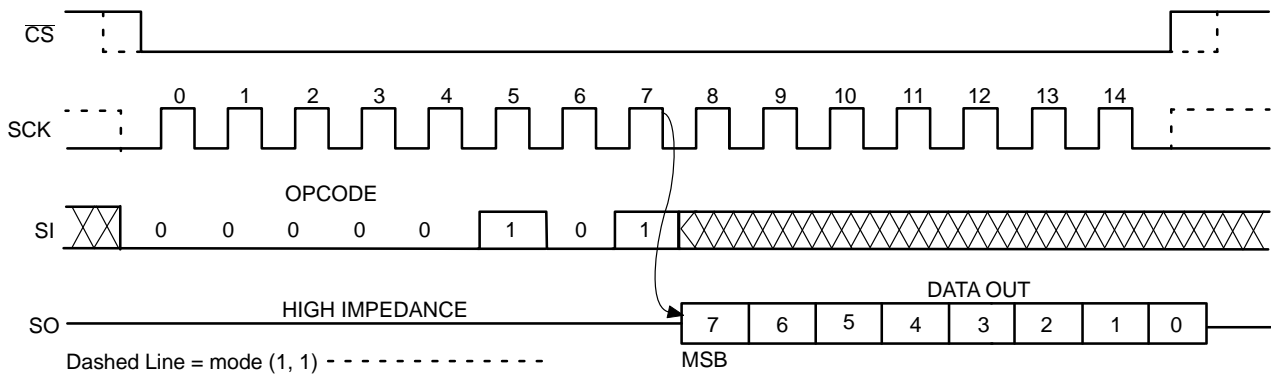 CS
0 1 2 3 4 5 6 7 8 9 10 11 12 13 14
SCK
OPCODE
SI 0 0 0 0 0 1 0 1
DATA OUT
HIGH IMPEDANCE
SO 7 6 5 4 3 2 1 0
Dashed Line = mode (1, 1) MSB